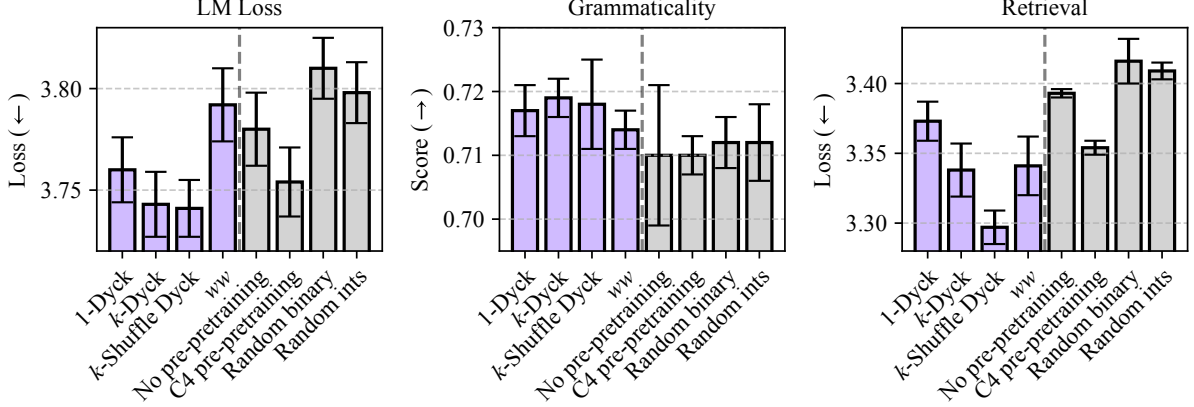 LM Loss
Loss (←)
3.80
3.75
1-Dyck
k-Dyck
k-Shuffle Dyck
ww
No pre-pretraining
C4 pre-pretraining
Random binary
Random ints
Grammaticality
Score (→)
0.73
0.72
0.71
0.70
1-Dyck
k-Dyck
k-Shuffle Dyck
ww
No pre-pretraining
C4 pre-pretraining
Random binary
Random ints
Retrieval
Loss (←)
3.40
3.35
3.30
1-Dyck
k-Dyck
k-Shuffle Dyck
ww
No pre-pretraining
C4 pre-pretraining
Random binary
Random ints